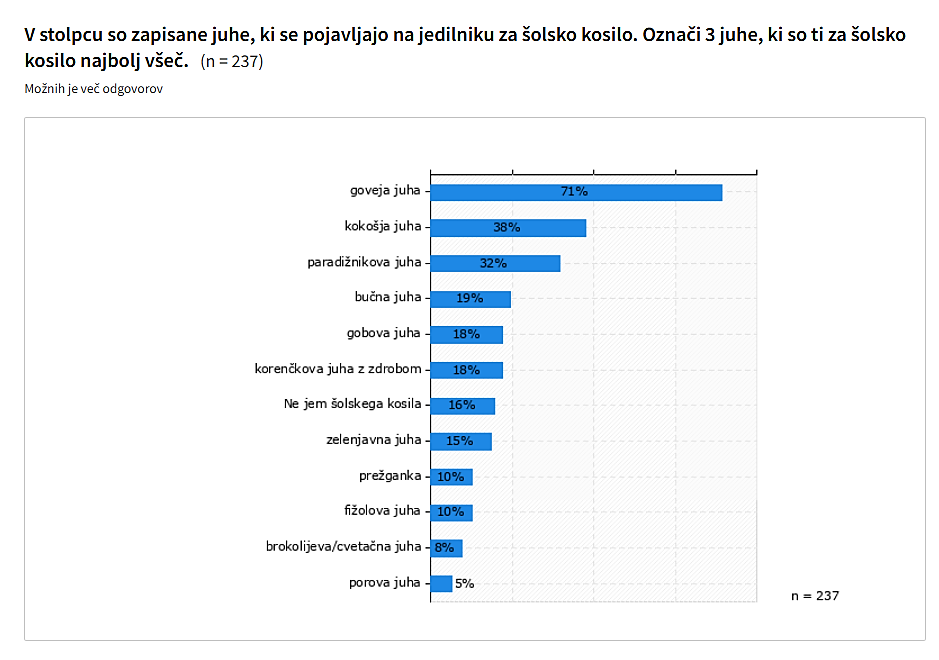 V stolpcu so zapisane juhe, ki se pojavljajo na jedilniku za šolsko kosilo. Označi 3 juhe, ki so ti za šolsko
kosilo najbolj všeč. (n = 237)
Možnih je več odgovorov
goveja juha 71%
kokošja juha 38%
paradižnikova juha 32%
bučna juha 19%
gobova juha 18%
korenčkova juha z zdrobom 18%
Ne jem šolskega kosila 16%
zelenjavna juha 15%
prežganka 10%
fižolova juha 10%
brokolijeva/cvetačna juha 8%
porova juha 5%
n = 237